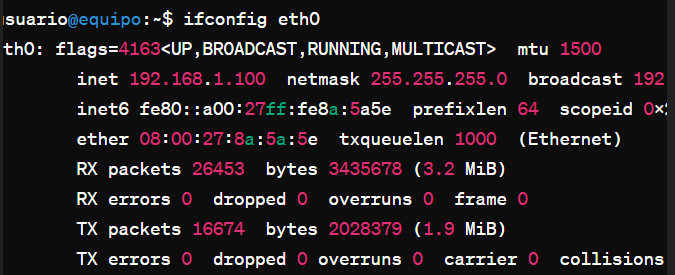 suario@equipo:~$ ifconfig eth0
th0: flags=4163<UP,BROADCAST,RUNNING,MULTICAST> mtu 1500
inet 192.168.1.100 netmask 255.255.255.0 broadcast 192
inet6 fe80::a00:27ff:fe8a:5a5e prefixlen 64 scopeid 0×
ether 08:00:27:8a:5a:5e txqueuelen 1000 (Ethernet)
RX packets 26453 bytes 3435678 (3.2 MiB)
RX errors 0 dropped 0 overruns 0 frame 0
TX packets 16674 bytes 2028379 (1.9 MiB)
TX errors 0 dropped 0 overruns 0 carrier 0 collisions